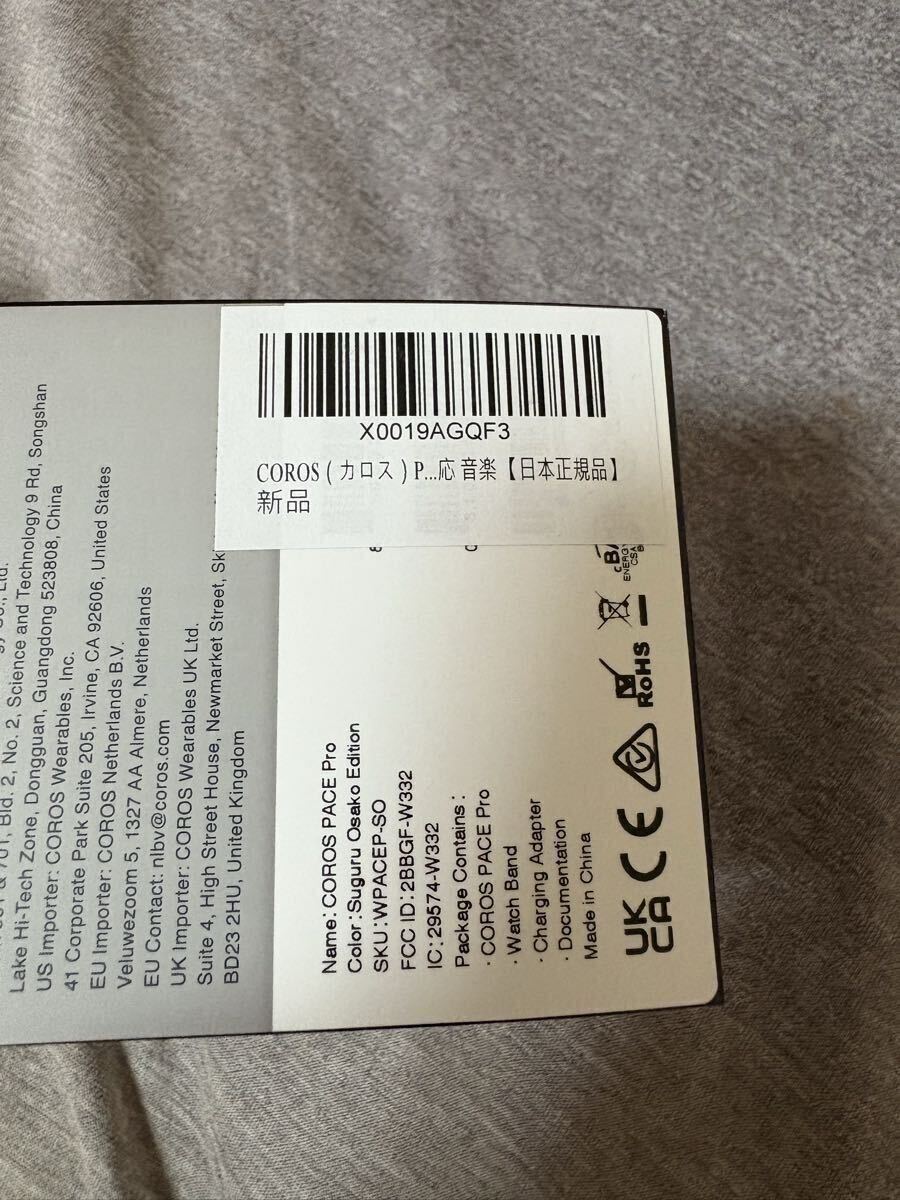 X0019AGQF3
COROS ( カロス ) P...応 音楽【日本正規品】
新品
Lake Hi-Tech Zone, Dongguan, Guangdong 523808, China
US Importer: COROS Wearables, Inc.
41 Corporate Park Suite 205, Irvine, CA 92606, United States
EU Importer: COROS Netherlands B.V.
Veluwezoom 5, 1327 AA Almere, Netherlands
EU Contact: nlbv@coros.com
UK Importer: COROS Wearables UK Ltd.
Suite 4, High Street House, Newmarket Street,
BD23 2HU, United Kingdom
Name: COROS PACE Pro
Color: Suguru Osako Edition
SKU: WPACEP-SO
FCC ID: 2BBGF-W332
IC: 29574-W332
Package Contains :
· COROS PACE Pro
· Watch Band
· Charging Adapter
· Documentation
Made in China
UK
CA
CE
RoHS
ENERGY